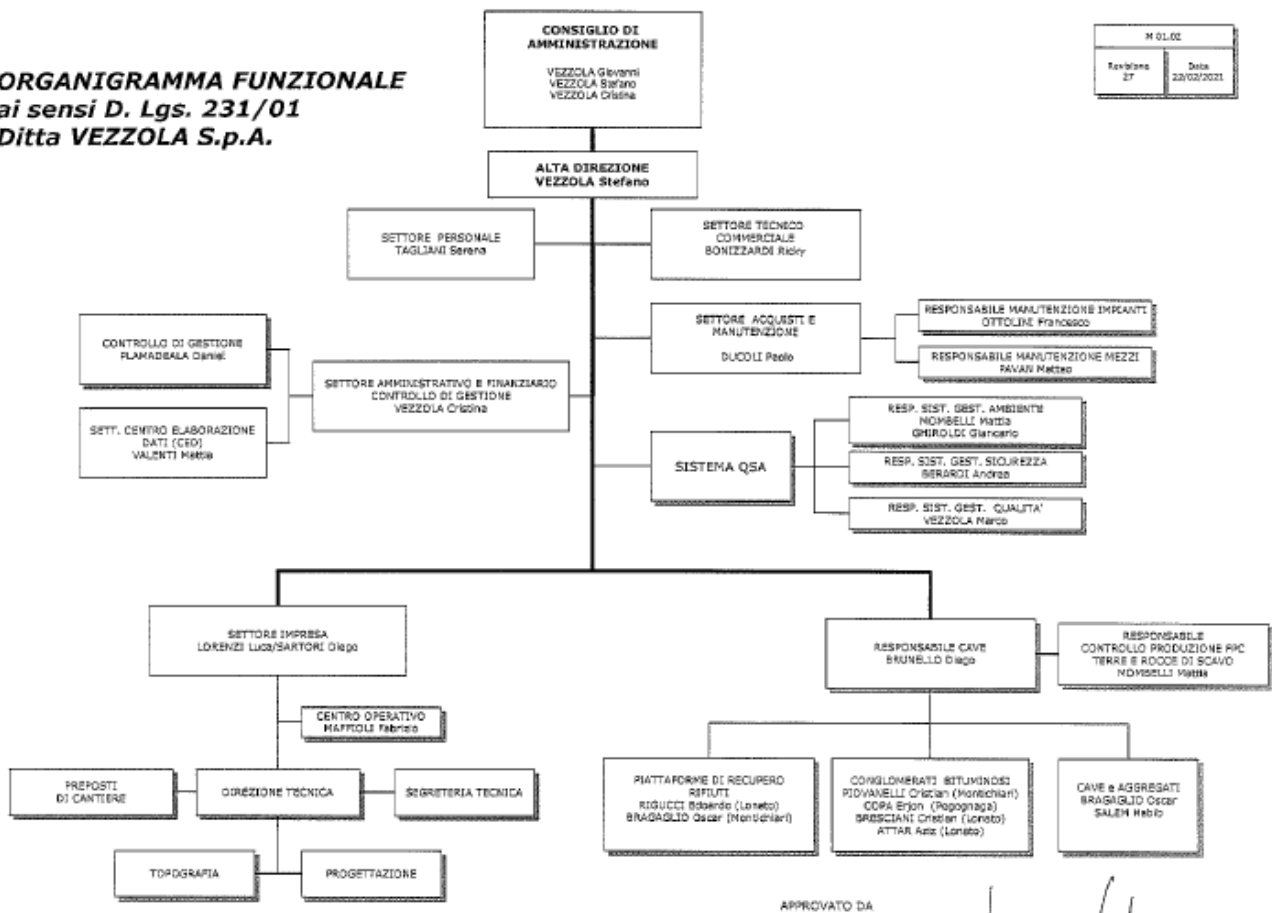 ORGANIGRAMMA FUNZIONALE
ai sensi D. Lgs. 231/01
Ditta VEZZOLA S.p.A.
CONSIGLIO DI
AMMINISTRAZIONE
VEZZOLA Giovanni
VEZZOLA Stefano
VEZZOLA Cristina
M 01.02
Revisione
27
Data
22/02/2021
ALTA DIREZIONE
VEZZOLA Stefano
SETTORE PERSONALE
TAGLIANI Serena
SETTORE TECNICO
COMMERCIALE
BONIZZARDI Ricky
SETTORE ACQUISTI E
MANUTENZIONE
DUCOLI Paolo
RESPONSABILE MANUTENZIONE IMPIANTI
OTTOLINI Francesco
RESPONSABILE MANUTENZIONE MEZZI
PAVAN Matteo
CONTROLLO DI GESTIONE
PLAMADEALA Daniel
SETTORE AMMINISTRATIVO E FINANZIARIO
CONTROLLO DI GESTIONE
VEZZOLA Cristina
SETT. CENTRO ELABORAZIONE
DATI (CED)
VALENTI Mattia
SISTEMA QSA
RESP. SIST. GEST. AMBIENTE
MOMBELLI Mattia
GHIROLDI Giancarlo
RESP. SIST. GEST. SICUREZZA
GERARDI Andrea
RESP. SIST. GEST. QUALITA'
VEZZOLA Marco
SETTORE IMPRESA
LORENZI Luca/SARTORI Diego
RESPONSABILE CAVE
BRUNELLO Diego
RESPONSABILE
CONTROLLO PRODUZIONE FPC
TERRE E ROCCE DI SCAVO
MOMBELLI Mattia
CENTRO OPERATIVO
MAFFIOLI Fabrizio
PREPOSTI
DI CANTIERE
DIREZIONE TECNICA
SEGRETERIA TECNICA
TOPOGRAFIA
PROGETTAZIONE
PIATTAFORME DI RECUPERO
RIFIUTI
RIGUCCI Edoardo (Lonato)
BRAGAGLIO Oscar (Montichiari)
CONGLOMERATI BITUMINOSI
PIOVANELLI Cristian (Montichiari)
COPA Erjon (Pegognaga)
BRESCIANI Cristian (Lonato)
ATTAR Aziz (Lonato)
CAVE e AGGREGATI
BRAGAGLIO Oscar
SALEM Habib
APPROVATO DA